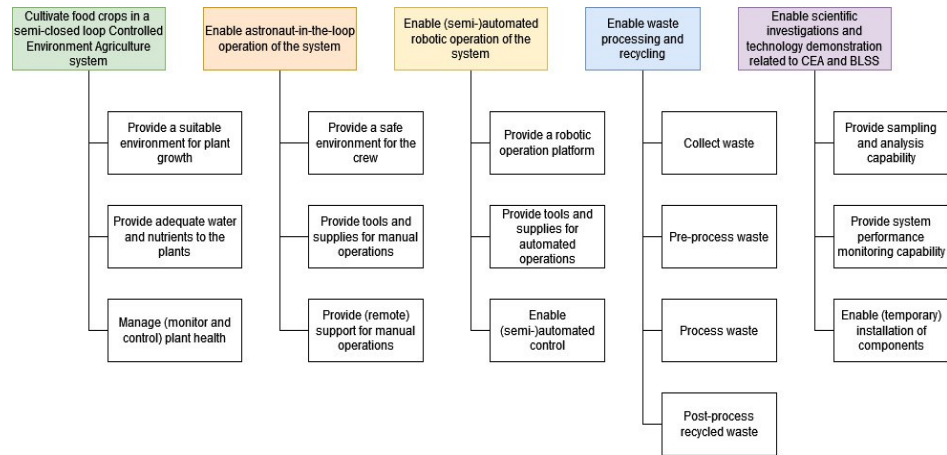 Cultivate food crops in a
semi-closed loop Controlled
Environment Agriculture
system
Provide a suitable
environment for plant
growth
Provide adequate water
and nutrients to the
plants
Manage (monitor and
control) plant health
Enable astronaut-in-the-loop
operation of the system
Provide a safe
environment for the
crew
Provide tools and
supplies for manual
operations
Provide (remote)
support for manual
operations
Enable (semi-)automated
robotic operation of the
system
Provide a robotic
operation platform
Provide tools and
supplies for
automated
operations
Enable
(semi-)automated
control
Enable waste
processing and
recycling
Collect waste
Pre-process waste
Process waste
Post-process
recycled waste
Enable scientific
investigations and
technology demonstration
related to CEA and BLSS
Provide sampling
and analysis
capability
Provide system
performance
monitoring capability
Enable (temporary)
installation of
components